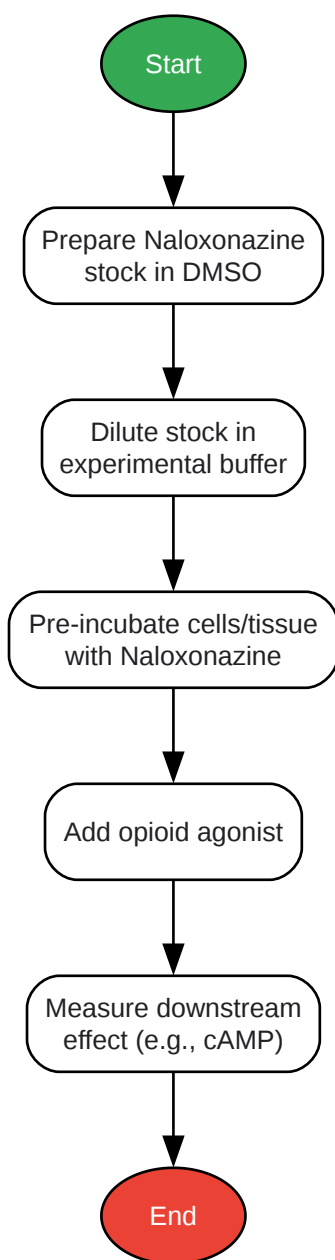 Start
Prepare Naloxonazine
stock in DMSO
Dilute stock in
experimental buffer
Pre-incubate cells/tissue
with Naloxonazine
Add opioid agonist
Measure downstream
effect (e.g., cAMP)
End